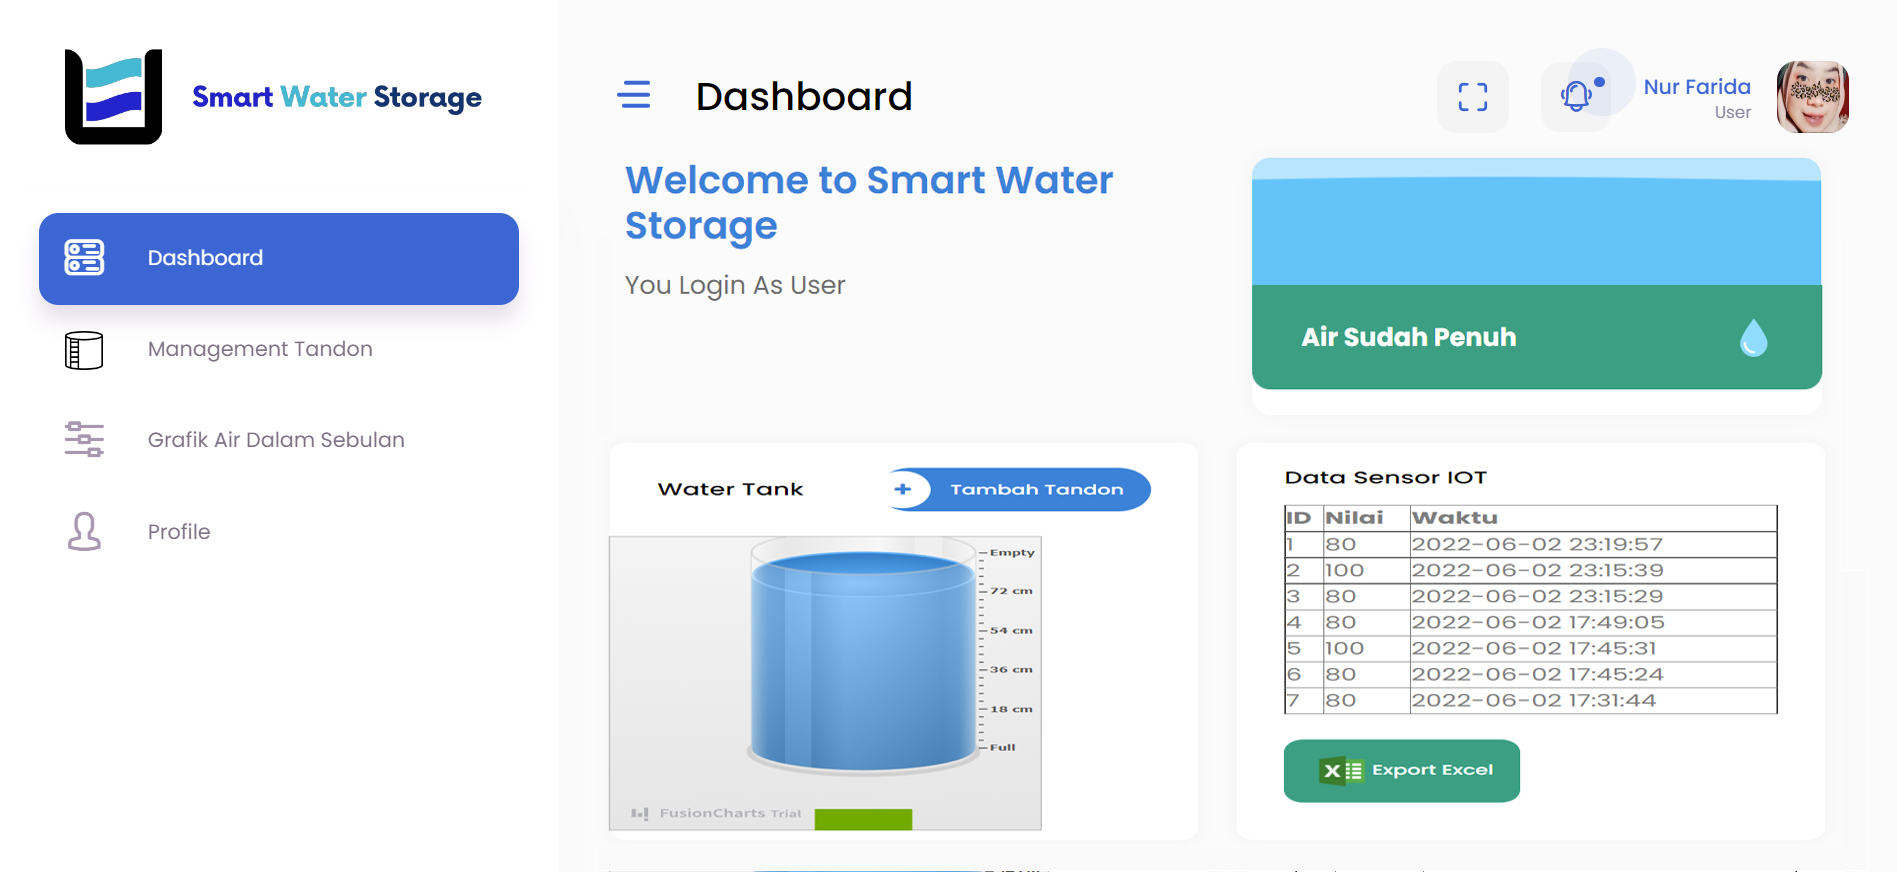 Smart Water Storage
Dashboard
Management Tandon
Grafik Air Dalam Sebulan
Profile
Dashboard
Nur Farida
User
Welcome to Smart Water
Storage
You Login As User
Air Sudah Penuh
Water Tank
+ Tambah Tandon
Empty
72 cm
54 cm
36 cm
18 cm
Full
FusionCharts Trial
Data Sensor IOT
ID Nilai Waktu
1 80 2022-06-02 23:19:57
2 100 2022-06-02 23:15:39
3 80 2022-06-02 23:15:29
4 80 2022-06-02 17:49:05
5 100 2022-06-02 17:45:31
6 80 2022-06-02 17:45:24
7 80 2022-06-02 17:31:44
X Export Excel